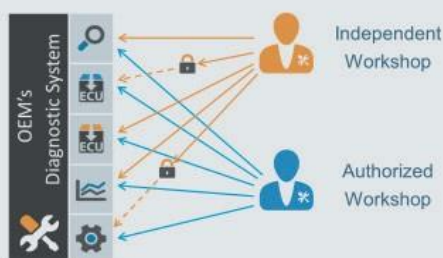 OEM's
Diagnostic System
ECU
ECU
Independent
Workshop
Authorized
Workshop